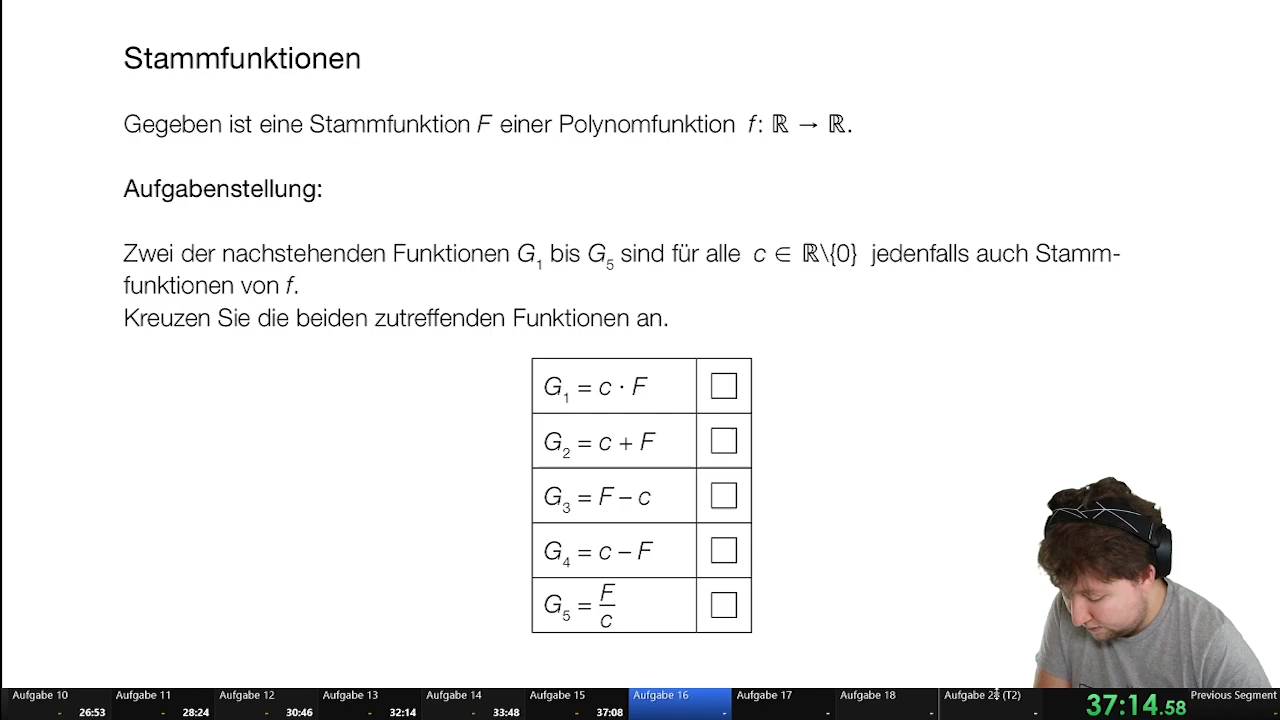 Stammfunktionen
Gegeben ist eine Stammfunktion F einer Polynomfunktion f: ℝ → ℝ.
Aufgabenstellung:
Zwei der nachstehenden Funktionen G₁ bis G₅ sind für alle c ∈ ℝ\{0} jedenfalls auch Stamm-
funktionen von f.
Kreuzen Sie die beiden zutreffenden Funktionen an.
G₁ = c · F
G₂ = c + F
G₃ = F – c
G₄ = c – F
G₅ = F/c
Aufgabe 10 Aufgabe 11 Aufgabe 12 Aufgabe 13 Aufgabe 14 Aufgabe 15 Aufgabe 16 Aufgabe 17 Aufgabe 18 (T2) 37:14.58 Previous Segment
- 26:53 - 28:24 - 30:46 - 32:14 - 33:48 - 37:08 - - - - -